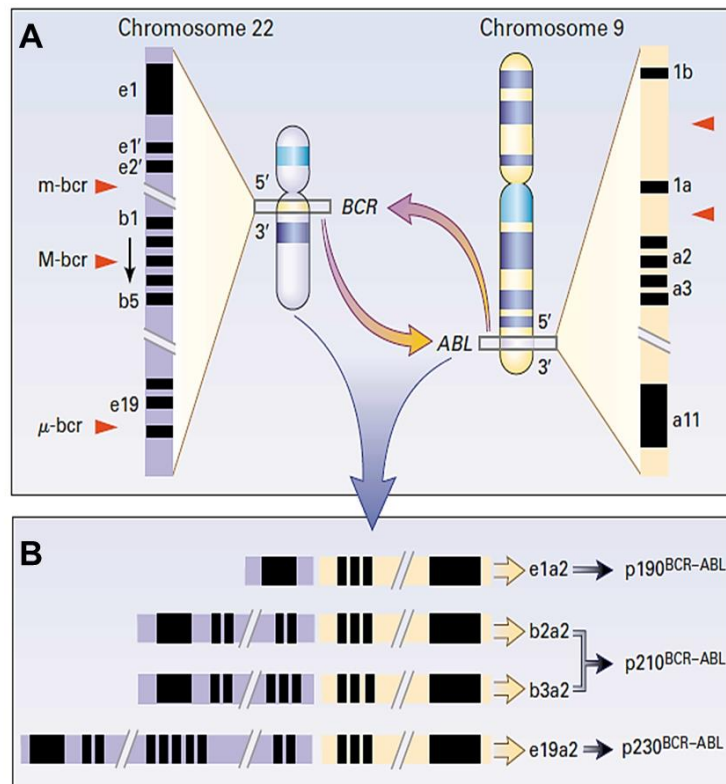 A
Chromosome 22
Chromosome 9
e1
e1′
e2′
m-bcr
b1
M-bcr
b5
e19
μ-bcr
5′
BCR
3′
5′
ABL
3′
1b
1a
a2
a3
a11
B
e1a2
p190BCR–ABL
b2a2
p210BCR–ABL
b3a2
e19a2
p230BCR–ABL